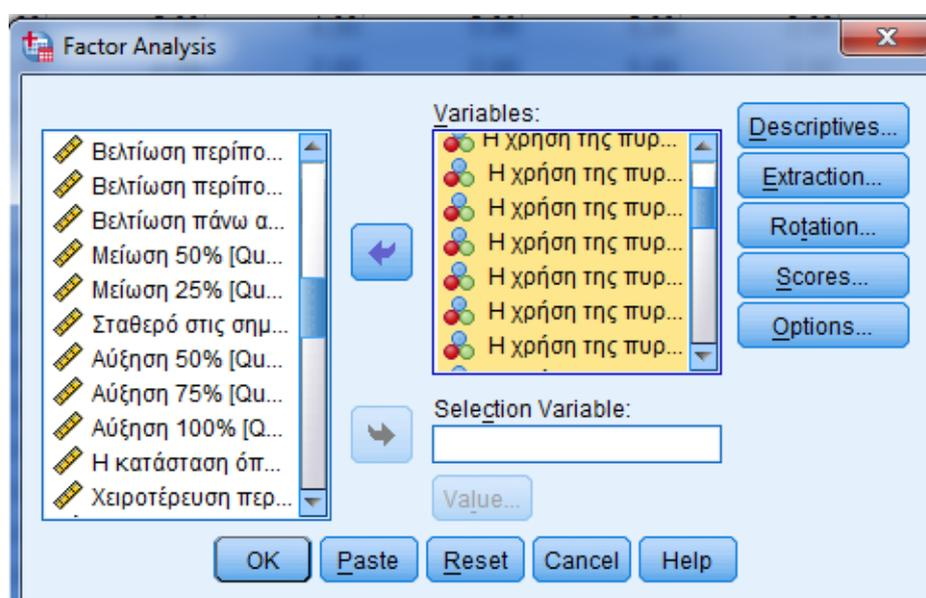 Factor Analysis
Βελτίωση περίπο...
Βελτίωση περίπο...
Βελτίωση πάνω α...
Μείωση 50% [Qu...
Μείωση 25% [Qu...
Σταθερό στις σημ...
Αύξηση 50% [Qu...
Αύξηση 75% [Qu...
Αύξηση 100% [Q...
Η κατάσταση όπ...
Χειροτέρευση περ...
Variables:
Η χρήση της πυρ...
Η χρήση της πυρ...
Η χρήση της πυρ...
Η χρήση της πυρ...
Η χρήση της πυρ...
Η χρήση της πυρ...
Η χρήση της πυρ...
Selection Variable:
Value...
Descriptives...
Extraction...
Rotation...
Scores...
Options...
OK Paste Reset Cancel Help